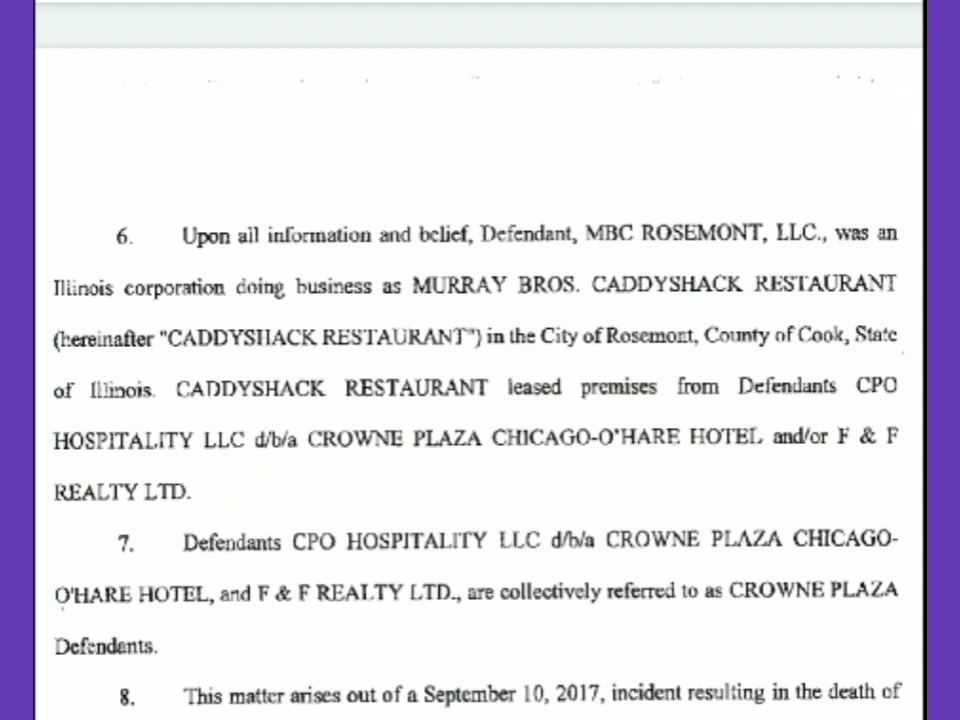 6. Upon all information and belief, Defendant, MBC ROSEMONT, LLC., was an
Illinois corporation doing business as MURRAY BROS. CADDYSHACK RESTAURANT
(hereinafter "CADDYSHACK RESTAURANT") in the City of Rosemont, County of Cook, State
of Illinois. CADDYSHACK RESTAURANT leased premises from Defendants CPO
HOSPITALITY LLC d/b/a CROWNE PLAZA CHICAGO-O'HARE HOTEL and/or F & F
REALTY LTD.
7. Defendants CPO HOSPITALITY LLC d/b/a CROWNE PLAZA CHICAGO-
O'HARE HOTEL, and F & F REALTY LTD., are collectively referred to as CROWNE PLAZA
Defendants.
8. This matter arises out of a September 10, 2017, incident resulting in the death of